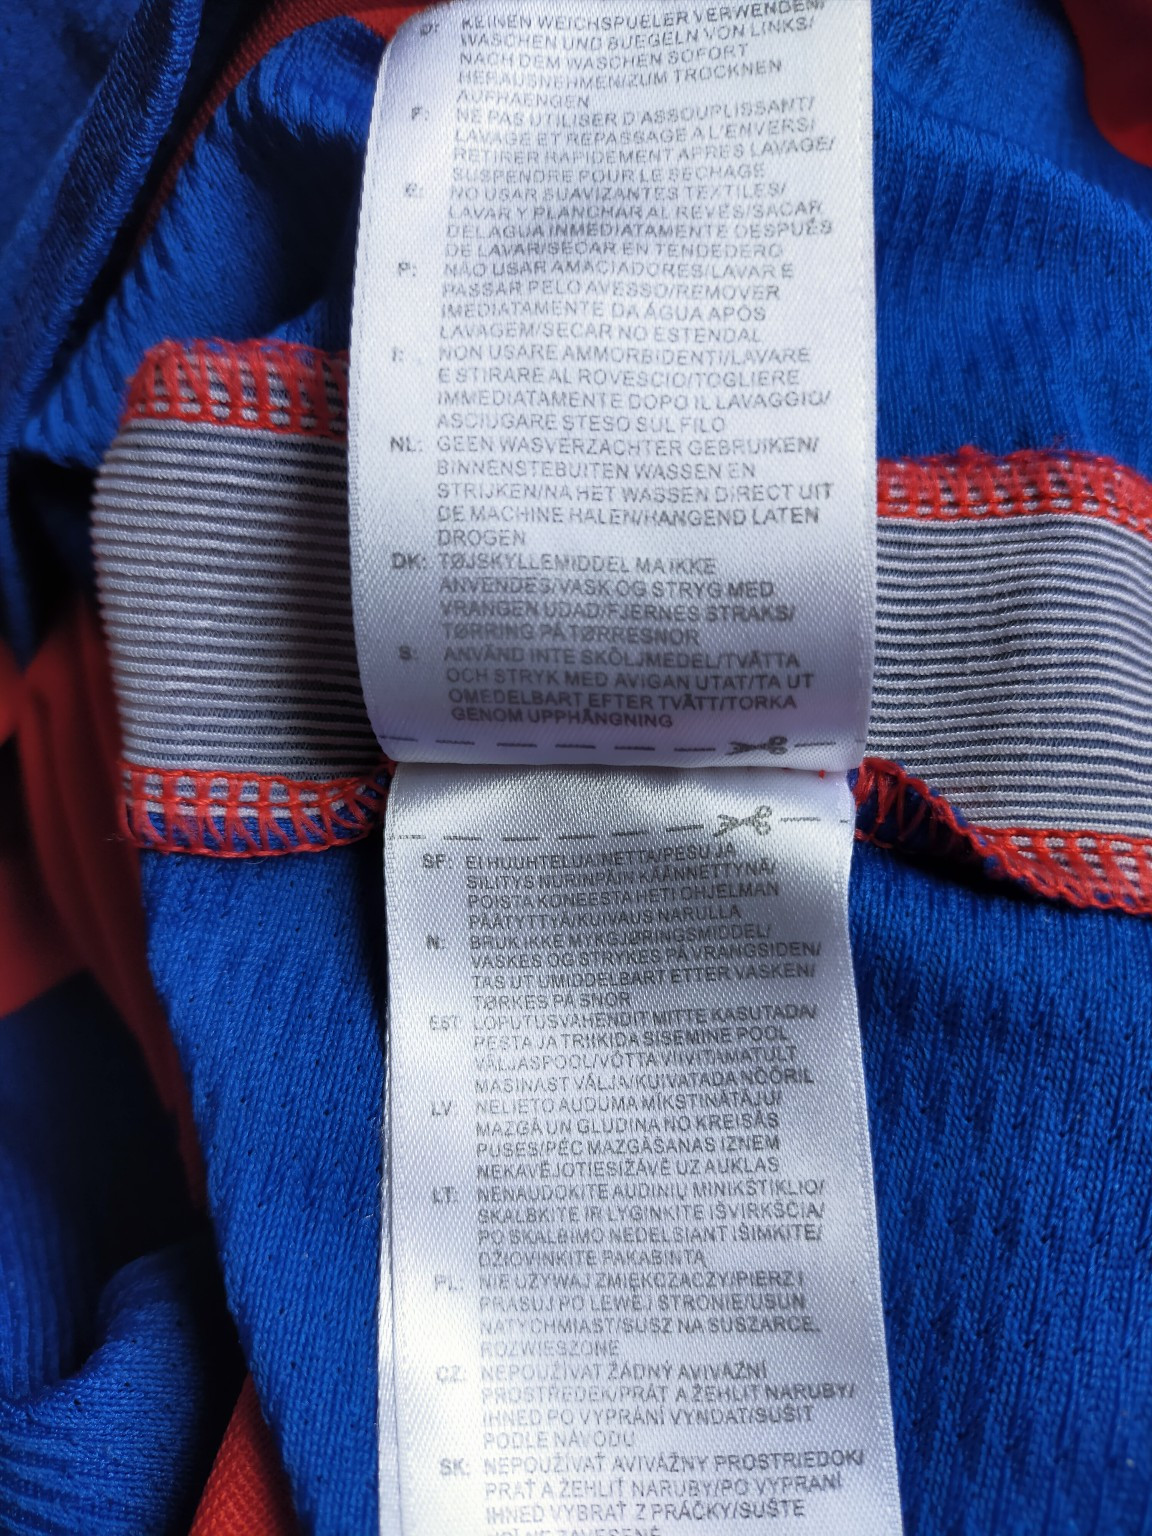 D: KEINEN WEICHSPUELER VERWENDEN/
WASCHEN UND BUEGELN VON LINKS/
NACH DEM WASCHEN SOFORT
HERAUSNEHMEN/ZUM TROCKNEN
AUFHAENGEN
F: NE PAS UTILISER D'ASSOUPLISSANT/
LAVAGE ET REPASSAGE A L'ENVERS/
RETIRER RAPIDEMENT APRES LAVAGE/
SUSPENDRE POUR LE SECHAGE
E: NO USAR SUAVIZANTES TEXTILES/
LAVAR Y PLANCHAR AL REVÉS/SACAR
DEL AGUA INMEDIATAMENTE DESPUÉS
DE LAVAR/SECAR EN TENDEDERO
P: NÃO USAR AMACIADORES/LAVAR E
PASSAR PELO AVESSO/REMOVER
IMEDIATAMENTE DA ÁGUA APÓS
LAVAGEM/SECAR NO ESTENDAL
I: NON USARE AMMORBIDENTI/LAVARE
E STIRARE AL ROVESCIO/TOGLIERE
IMMEDIATAMENTE DOPO IL LAVAGGIO/
ASCIUGARE STESO SUL FILO
NL: GEEN WASVERZACHTER GEBRUIKEN/
BINNENSTEBUITEN WASSEN EN
STRIJKEN/NA HET WASSEN DIRECT UIT
DE MACHINE HALEN/HANGEND LATEN
DROGEN
DK: TØJSKYLLEMIDDEL MA IKKE
ANVENDES/VASK OG STRYG MED
VRANGEN UDAD/FJERNES STRAKS/
TØRRING PÅ TØRRESNOR
S: ANVÄND INTE SKÖLJMEDEL/TVÄTTA
OCH STRYK MED AVIGAN UTAT/TA UT
OMEDELBART EFTER TVÄTT/TORKA
GENOM UPPHÄNGNING
SF: EI HUUHTELUAINETTA/PESU JA
SILITYS NURINPÄIN KÄÄNNETTYNÄ/
POISTA KONEESTA HETI OHJELMAN
PÄÄTYTTYÄ/KUIVAUS NARULLA
N: BRUK IKKE MYKGJØRINGSMIDDEL/
VASKES OG STRYKES PÅ VRANGSIDEN/
TAS UT UMIDDELBART ETTER VASKEN/
TØRKES PÅ SNOR
EST: LOPUTUSVAHENDIT MITTE KASUTADA/
PESTA JA TRIIKIDA SISEMINE POOL
VÄLJASPOOL/VÕTTA VIIVITAMATULT
MASINAST VÄLJA/KUIVATADA NÖÖRIL
LV: NELIETO AUDUMA MĪKSTINĀTĀJU/
MAZGĀ UN GLUDINA NO KREISĀS
PUSES/PĒC MAZGĀŠANAS IZŅEM
NEKAVĒJOTIES/ŽĀVĒ UZ AUKLAS
LT: NENAUDOKITE AUDINIŲ MINIKŠTIKLIO/
SKALBKITE IR LYGINKITE IŠVIRKŠČIĄ/
PO SKALBIMO NEDELSIANT IŠIMKITE/
DŽIOVINKITE PAKABINTA
PL: NIE UŻYWAJ ZMIĘKCZACZY/PIERZ I
PRASUJ PO LEWEJ STRONIE/USUŃ
NATYCHMIAST/SUSZ NA SUSZARCE,
ROZWIESZONE
CZ: NEPOUŽÍVAT ŽÁDNÝ AVIVÁŽNÍ
PROSTŘEDEK/PRÁT A ŽEHLIT NARUBY/
IHNED PO VYPRÁNÍ VYNDAT/SUŠIT
PODLE NÁVODU
SK: NEPOUŽÍVAŤ AVIVÁŽNY PROSTRIEDOK/
PRAŤ A ŽEHLIŤ NARUBY/PO VYPRANÍ
IHNEĎ VYBRAŤ Z PRÁČKY/SUŠTE